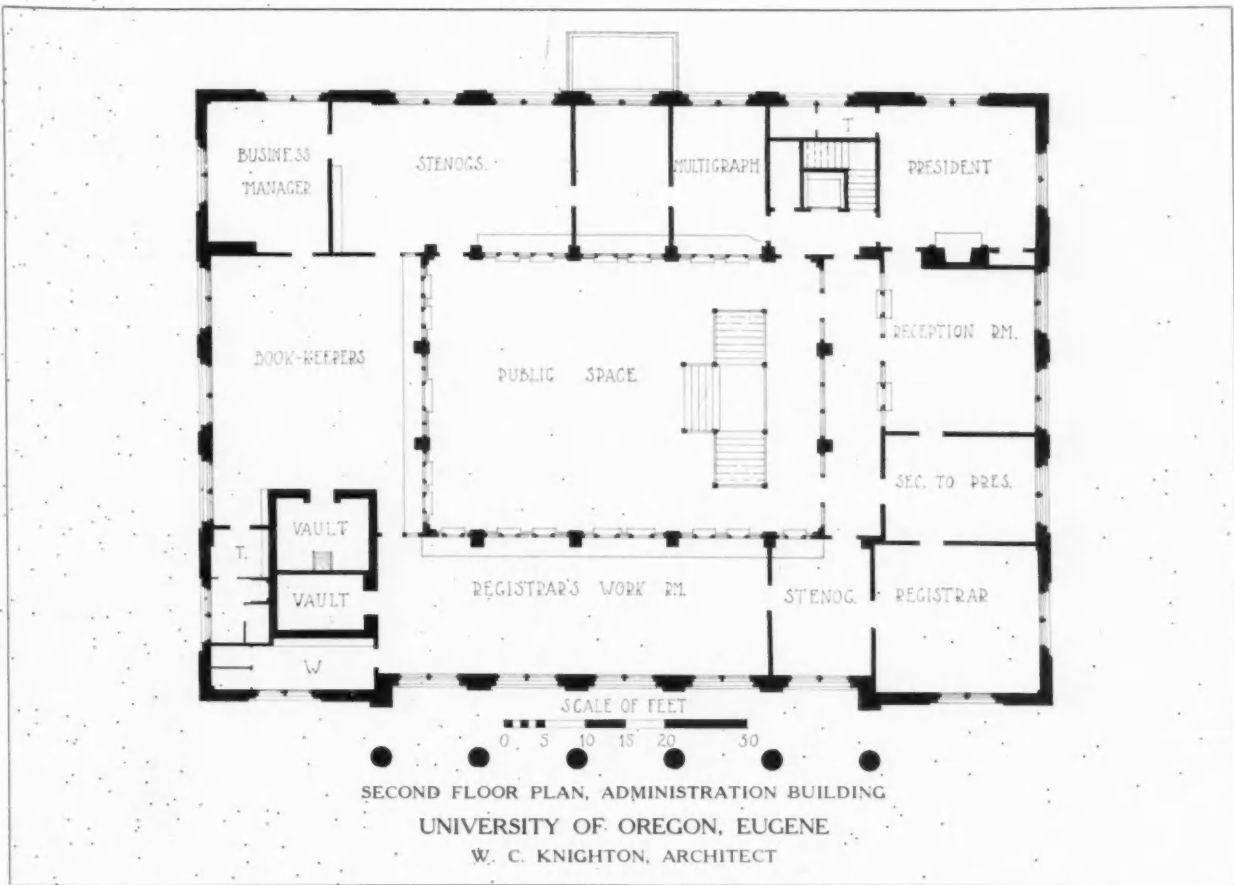 BUSINESS
MANAGER
STENOGS.
MULTIGRAPH
T
PRESIDENT
BOOK-KEEPERS
PUBLIC SPACE
RECEPTION RM.
SEC. TO PRES.
VAULT
T.
VAULT
REGISTRAR'S WORK RM.
STENOG.
REGISTRAR
W
SCALE OF FEET
0 5 10 15 20 30
SECOND FLOOR PLAN, ADMINISTRATION BUILDING
UNIVERSITY OF OREGON, EUGENE
W. C. KNIGHTON, ARCHITECT